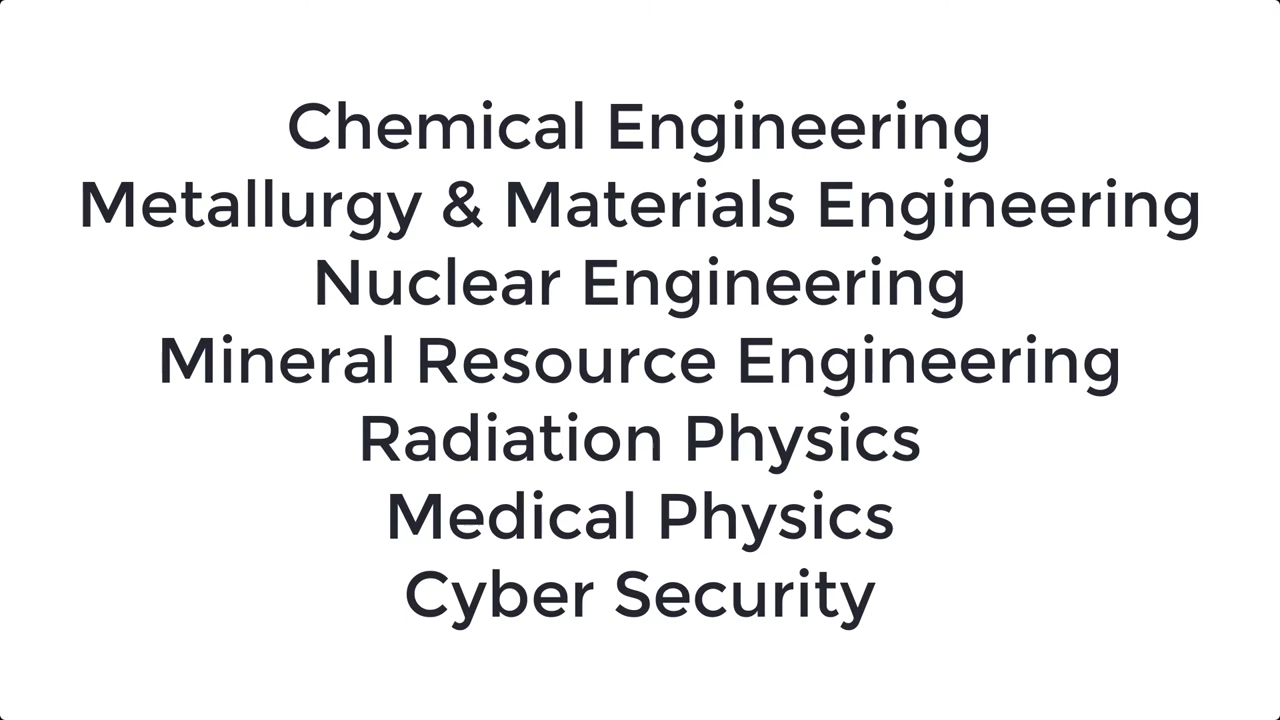 Chemical Engineering
Metallurgy & Materials Engineering
Nuclear Engineering
Mineral Resource Engineering
Radiation Physics
Medical Physics
Cyber Security